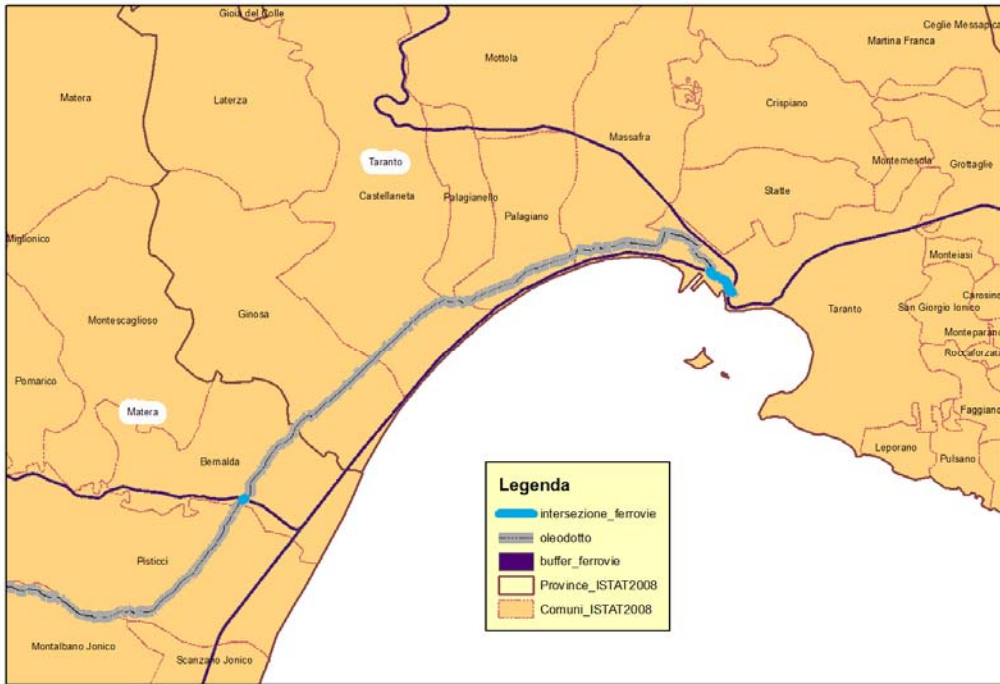 Gioia del Colle
Ceglie Messapica
Martina Franca
Mottola
Matera
Laterza
Crispiano
Massafra
Taranto
Montemesola
Grottaglie
Castellaneta
Palagianello
Statte
Palagiano
Miglionico
Monteiasi
Carosino
Montescaglioso
Ginosa
Taranto
San Giorgio Ionico
Monteparano
Roccaforzata
Pomarico
Matera
Faggiano
Leporano
Pulsano
Bernalda
Pisticci
Montalbano Jonico
Scanzano Jonico
Legenda
intersezione_ferrovie
oleodotto
buffer_ferrovie
Province_ISTAT2008
Comuni_ISTAT2008